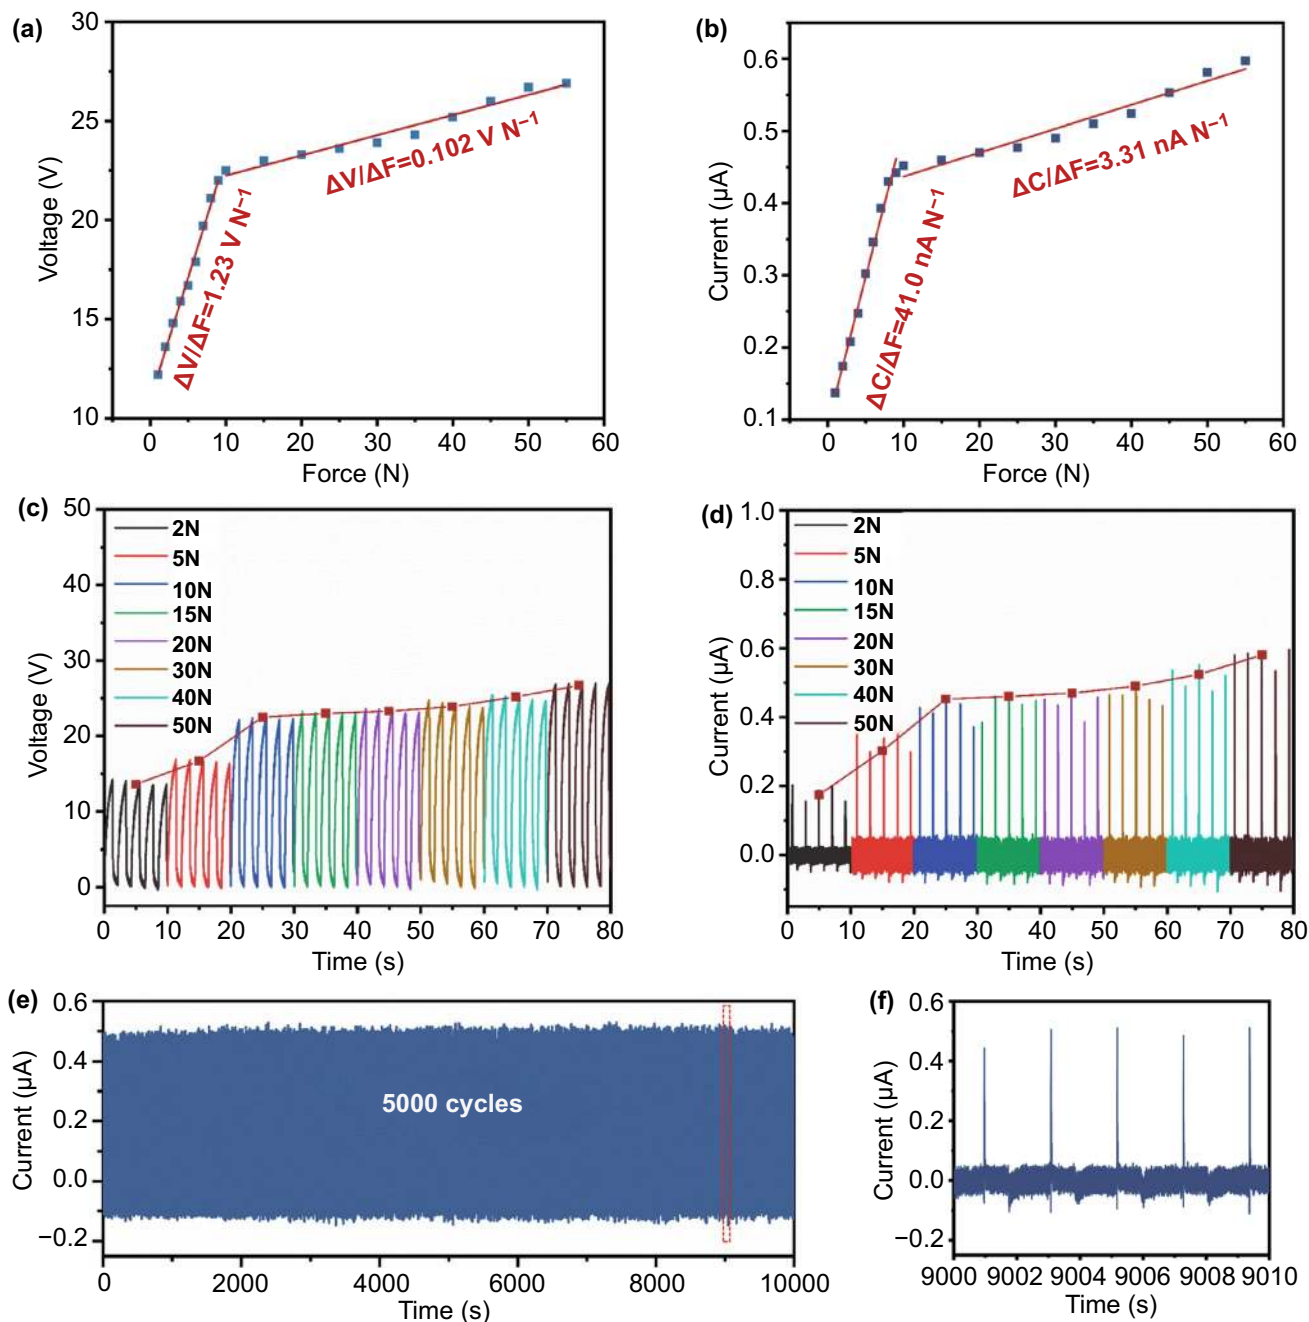 (a)
30
25
20
15
10
Voltage (V)
ΔV/ΔF=1.23 V N⁻¹
ΔV/ΔF=0.102 V N⁻¹
0 10 20 30 40 50 60
Force (N)
(b)
0.6
0.5
0.4
0.3
0.2
0.1
Current (µA)
ΔC/ΔF=41.0 nA N⁻¹
ΔC/ΔF=3.31 nA N⁻¹
0 10 20 30 40 50 60
Force (N)
(c)
50
40
30
20
10
0
Voltage (V)
2N
5N
10N
15N
20N
30N
40N
50N
0 10 20 30 40 50 60 70 80
Time (s)
(d)
1.0
0.8
0.6
0.4
0.2
0.0
Current (µA)
2N
5N
10N
15N
20N
30N
40N
50N
0 10 20 30 40 50 60 70 80
Time (s)
(e)
0.6
0.4
0.2
0.0
−0.2
Current (µA)
5000 cycles
0 2000 4000 6000 8000 10000
Time (s)
(f)
0.6
0.4
0.2
0.0
−0.2
Current (µA)
9000 9002 9004 9006 9008 9010
Time (s)